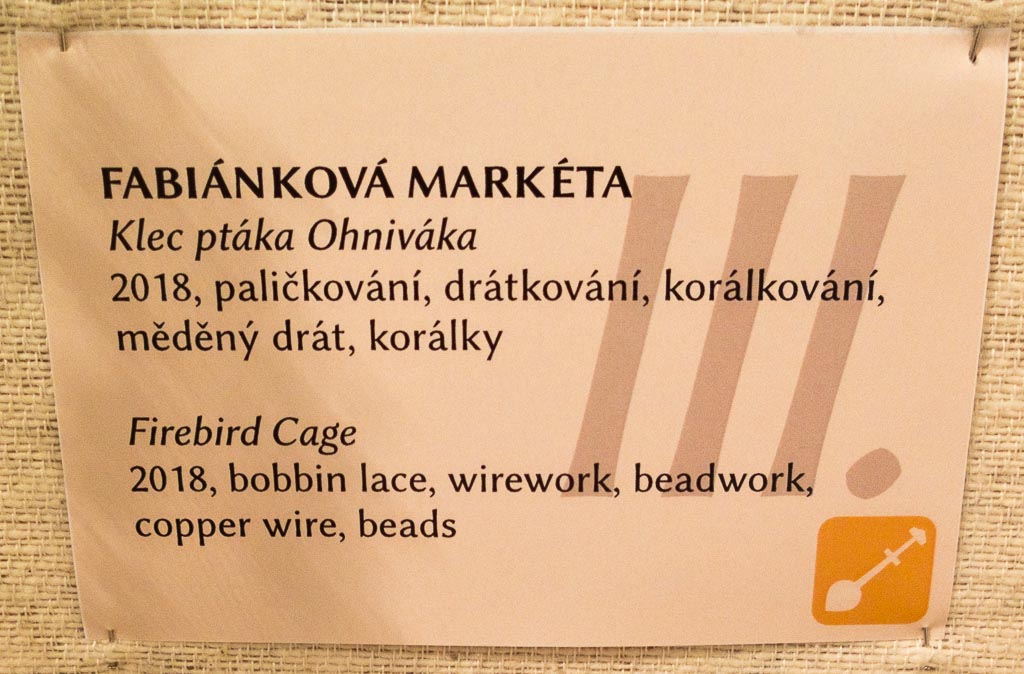 FABIÁNKOVÁ MARKÉTA
Klec ptáka Ohniváka
2018, paličkování, drátkování, korálkování,
měděný drát, korálky
Firebird Cage
2018, bobbin lace, wirework, beadwork,
copper wire, beads
III.